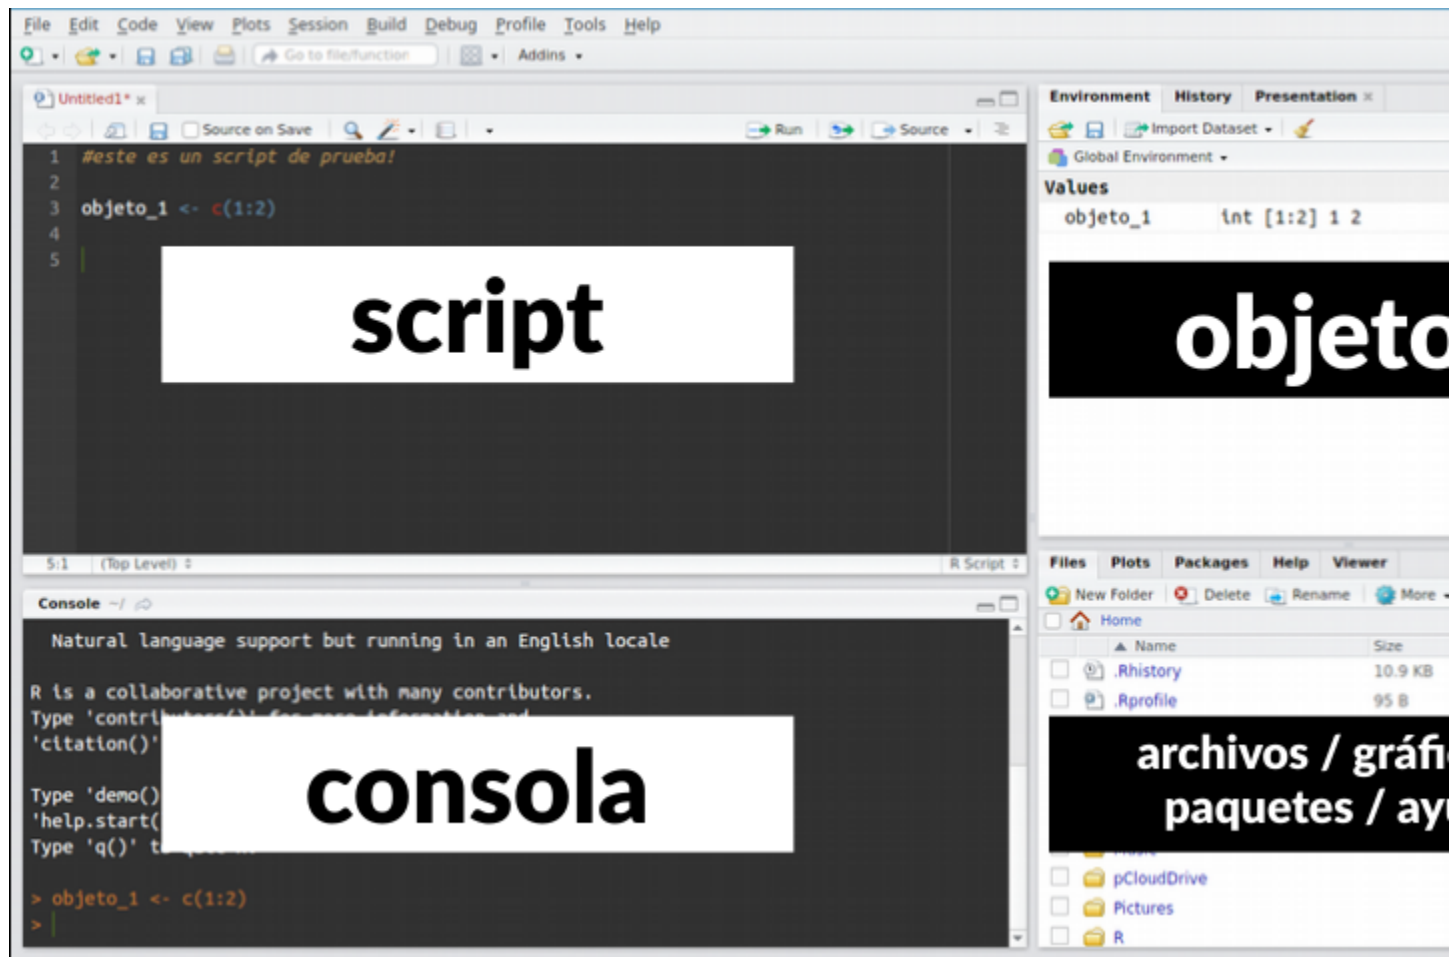 File Edit Code View Plots Session Build Debug Profile Tools Help
Go to file/function Addins
Untitled1* x
Source on Save Run Source
1 #este es un script de prueba!
2
3 objeto_1 <- c(1:2)
4
5
script
5:1 (Top Level) R Script
Console ~/
Natural language support but running in an English locale
R is a collaborative project with many contributors.
Type 'contri
'citation()'
Type 'demo()
'help.start(
Type 'q()' t
consola
> objeto_1 <- c(1:2)
>
Environment History Presentation x
Import Dataset
Global Environment
Values
objeto_1 int [1:2] 1 2
objeto
Files Plots Packages Help Viewer
New Folder Delete Rename More
Home
Name Size
.Rhistory 10.9 KB
.Rprofile 95 B
archivos / gráfi
paquetes / ay
pCloudDrive
Pictures
R